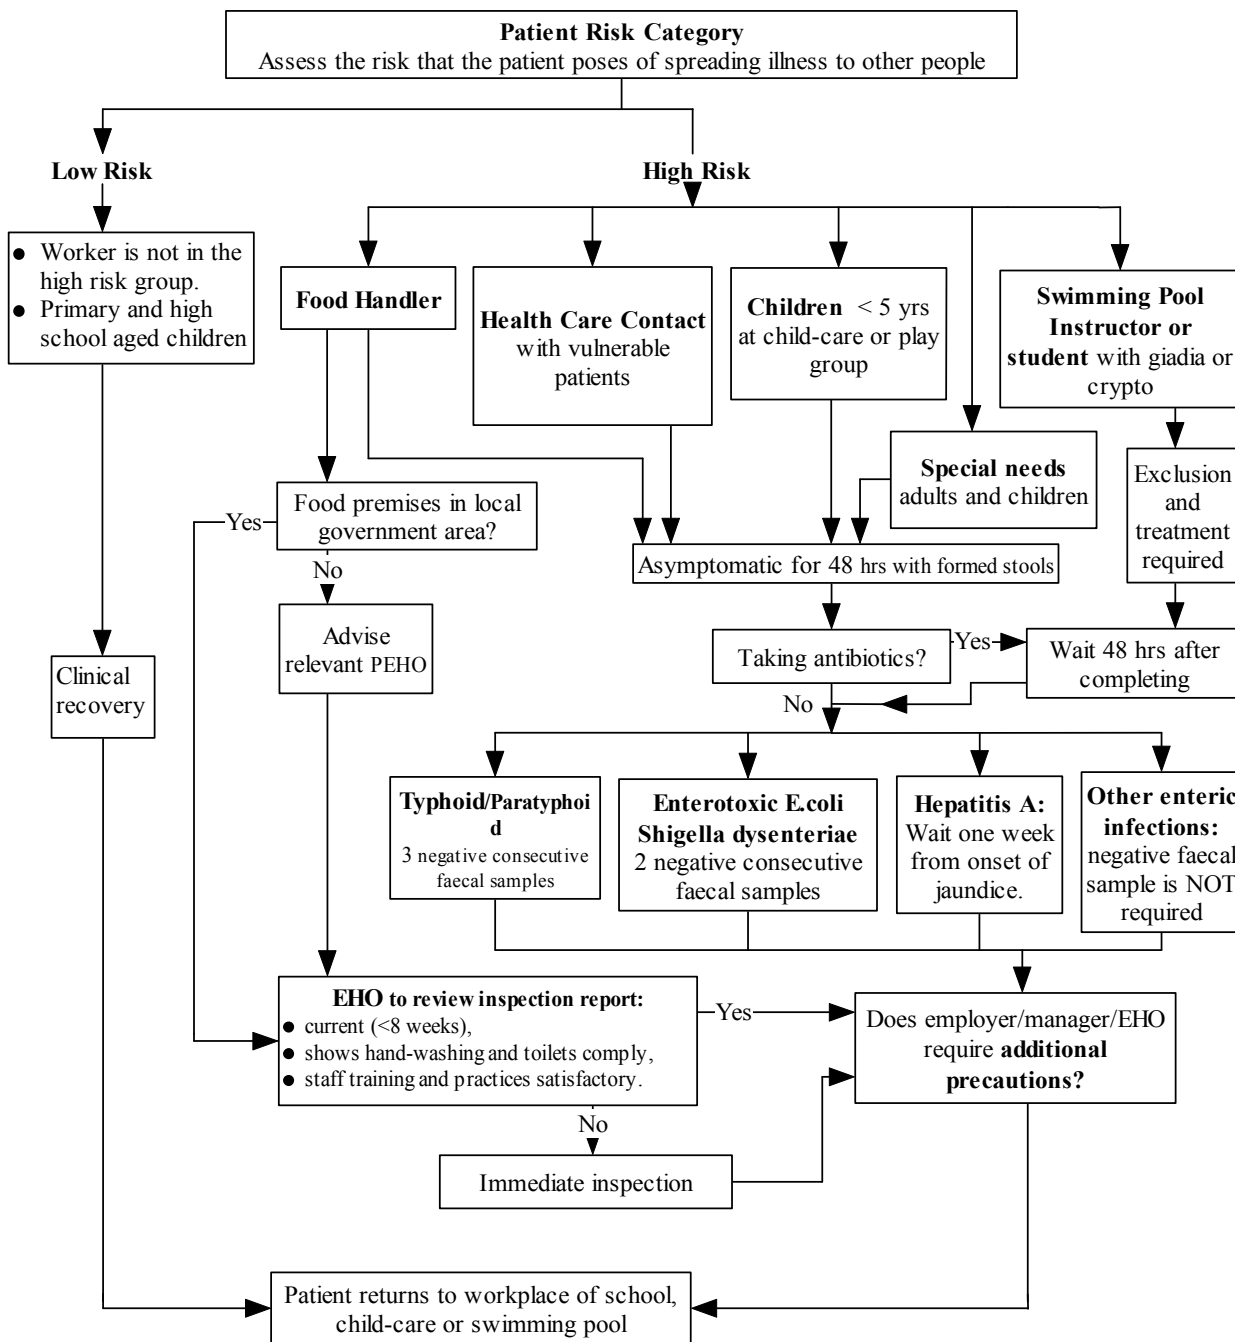 Patient Risk Category
Assess the risk that the patient poses of spreading illness to other people
Low Risk
High Risk
● Worker is not in the
high risk group.
● Primary and high
school aged children
Food Handler
Health Care Contact
with vulnerable
patients
Children < 5 yrs
at child-care or play
group
Swimming Pool
Instructor or
student with giadia or
crypto
Special needs
adults and children
Exclusion
and
treatment
required
Yes
Food premises in local
government area?
No
Asymptomatic for 48 hrs with formed stools
Advise
relevant PEHO
Taking antibiotics?
Yes
Wait 48 hrs after
completing
No
Clinical
recovery
Typhoid/Paratyphoi
d
3 negative consecutive
faecal samples
Enterotoxic E.coli
Shigella dysenteriae
2 negative consecutive
faecal samples
Hepatitis A:
Wait one week
from onset of
jaundice.
Other enteric
infections:
negative faecal
sample is NOT
required
EHO to review inspection report:
● current (<8 weeks),
● shows hand-washing and toilets comply,
● staff training and practices satisfactory.
Yes
Does employer/manager/EHO
require additional
precautions?
No
Immediate inspection
Patient returns to workplace of school,
child-care or swimming pool